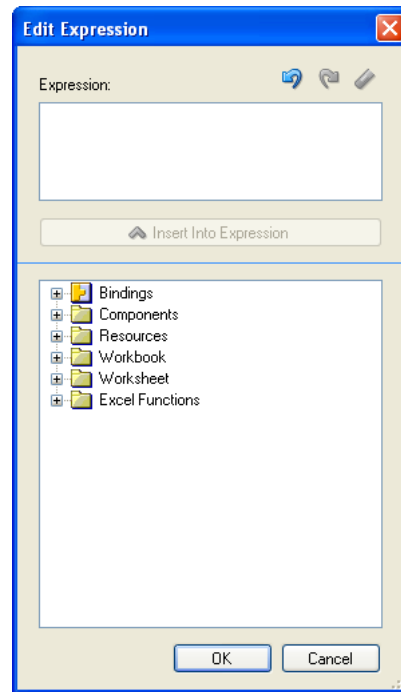 Edit Expression
Expression:
Insert Into Expression
Bindings
Components
Resources
Workbook
Worksheet
Excel Functions
OK Cancel